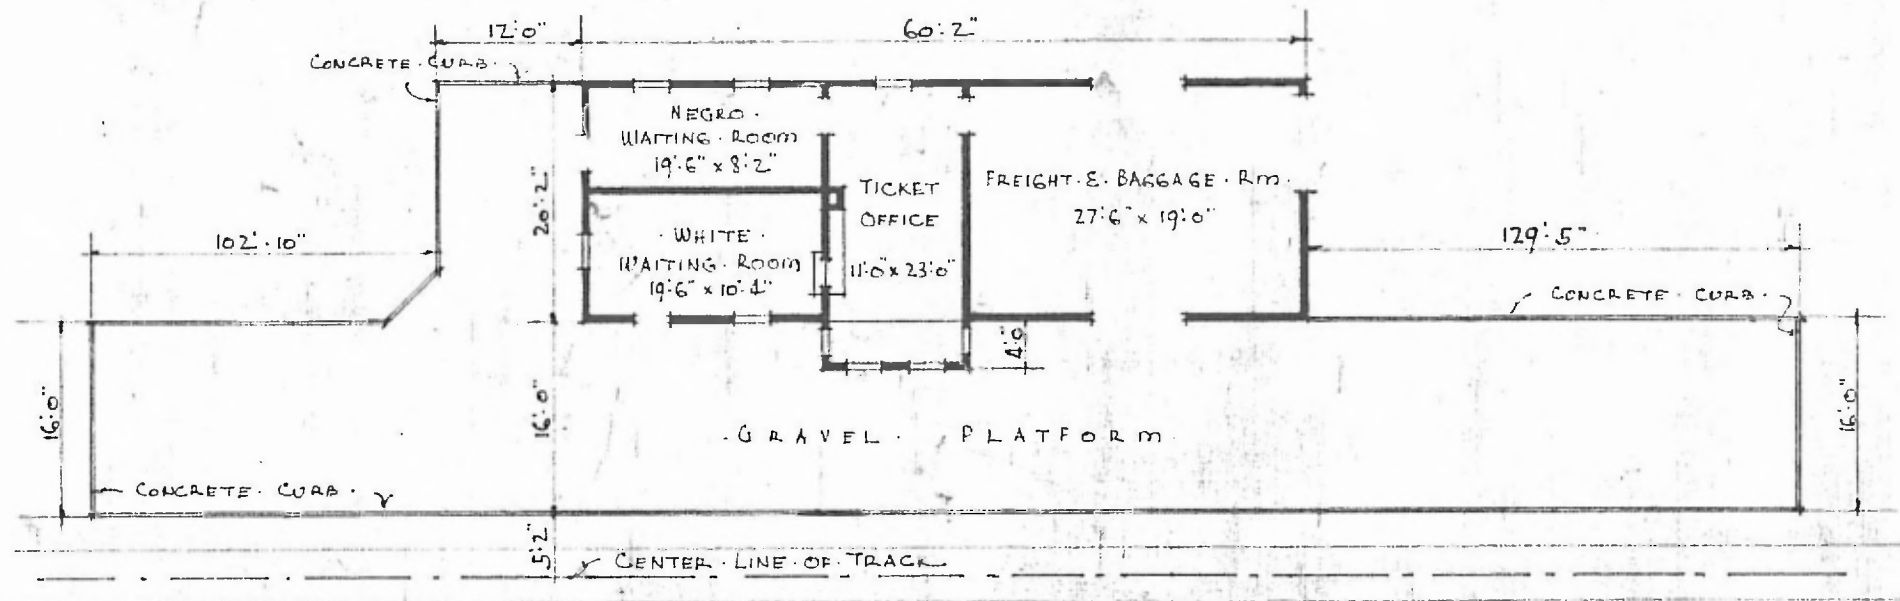 12'·0"
60'·2"
CONCRETE·CURB·
NEGRO·
WAITING·ROOM
19'·6" x 8'·2"
TICKET
OFFICE
11'·0" x 23'·0"
FREIGHT·&·BAGGAGE·RM·
27'·6" x 19'·0"
·WHITE·
WAITING·ROOM
19'·6" x 10'·4"
20'·2"
102'·10"
129'·5"
CONCRETE·CURB·
4'·0
16'·0"
16'·0"
16'·0"
·GRAVEL· PLATFORM·
CONCRETE·CURB·
5'·2"
CENTER·LINE·OF·TRACK